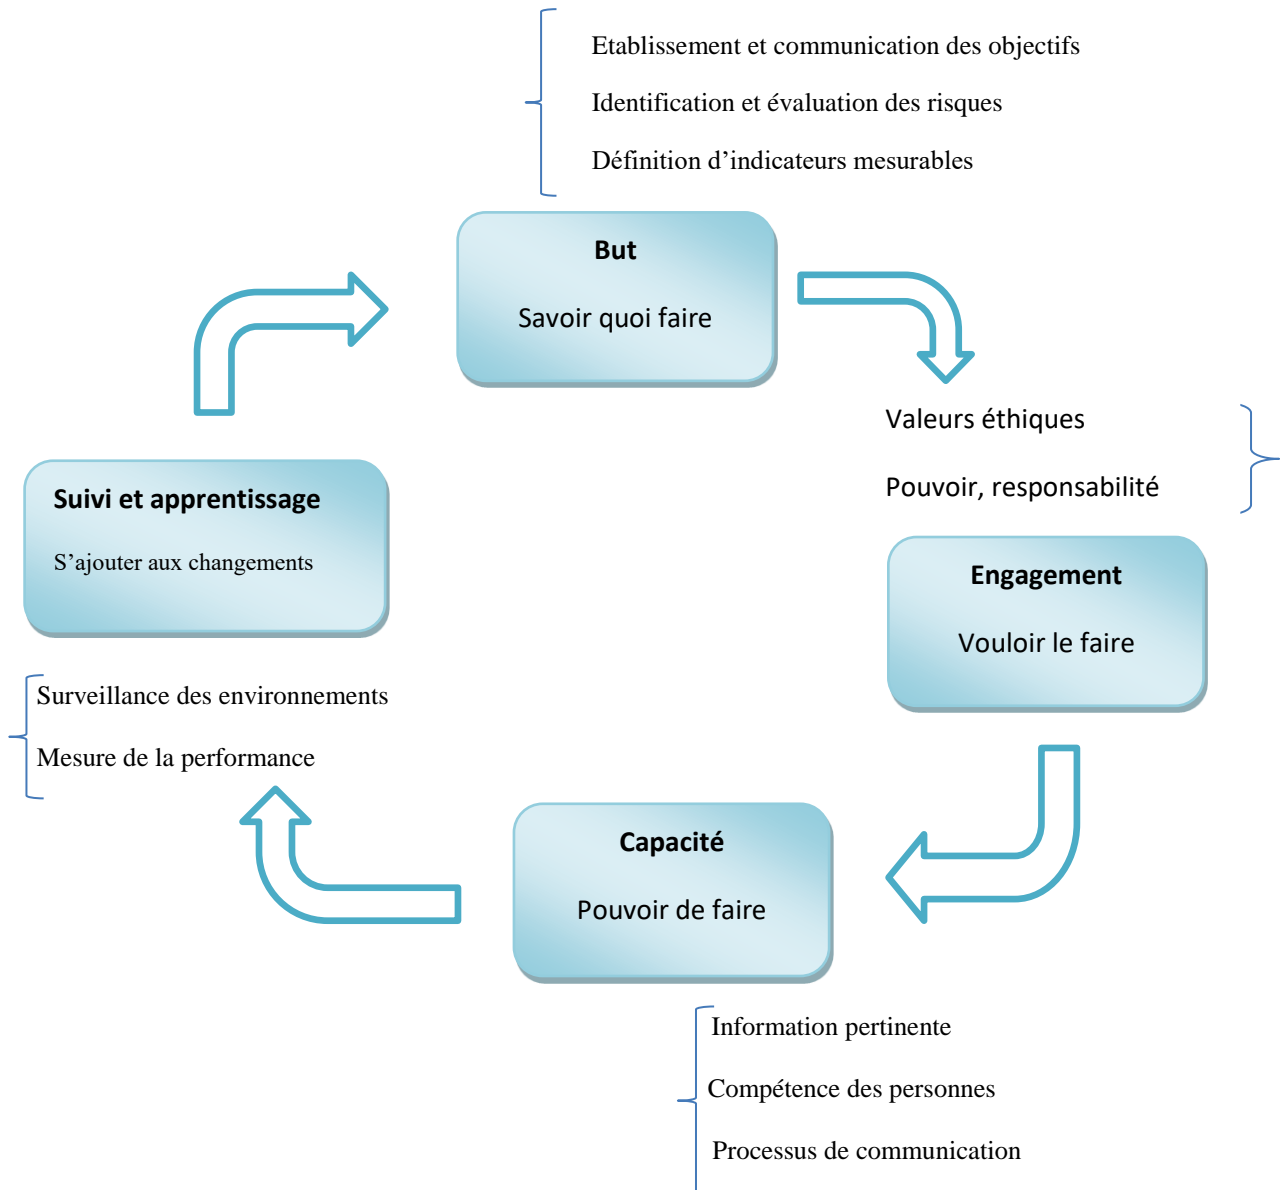 Etablissement et communication des objectifs
Identification et évaluation des risques
Définition d’indicateurs mesurables
But
Savoir quoi faire
Valeurs éthiques
Pouvoir, responsabilité
Suivi et apprentissage
S’ajouter aux changements
Engagement
Vouloir le faire
Surveillance des environnements
Mesure de la performance
Capacité
Pouvoir de faire
Information pertinente
Compétence des personnes
Processus de communication